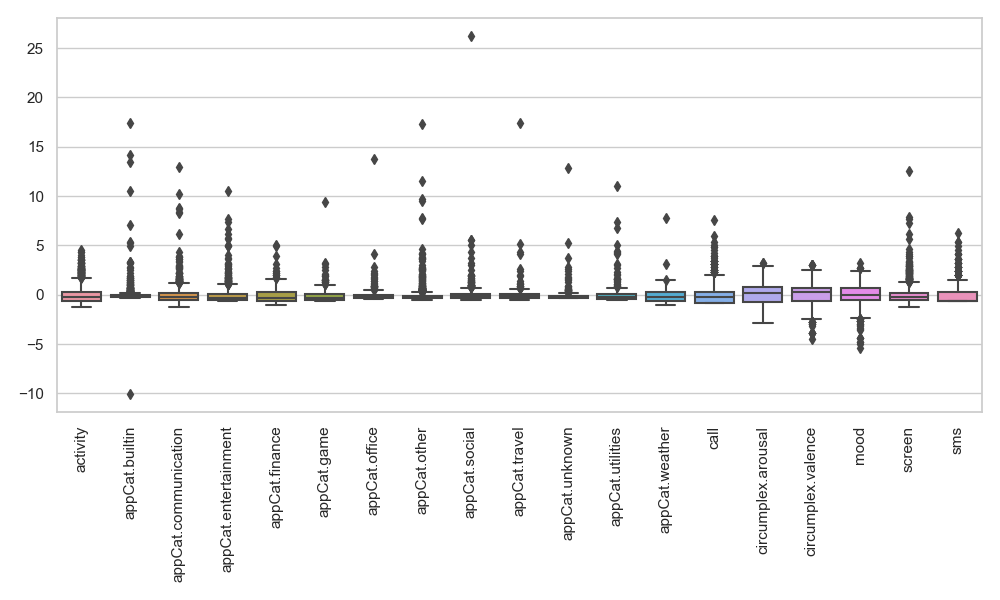 25
20
15
10
5
0
−5
−10
activity
appCat.builtin
appCat.communication
appCat.entertainment
appCat.finance
appCat.game
appCat.office
appCat.other
appCat.social
appCat.travel
appCat.unknown
appCat.utilities
appCat.weather
call
circumplex.arousal
circumplex.valence
mood
screen
sms